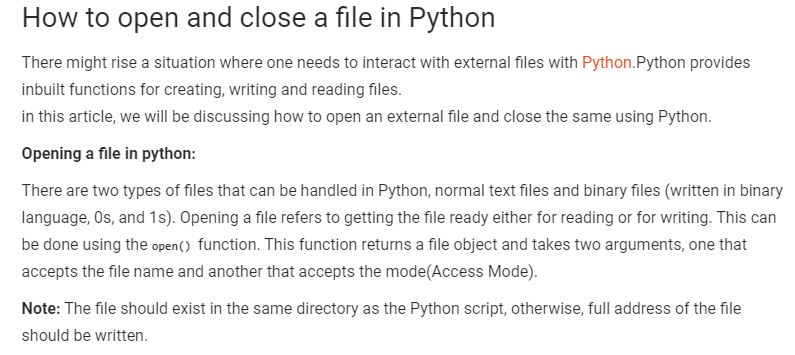 How to open and close a file in Python
There might rise a situation where one needs to interact with external files with Python.Python provides
inbuilt functions for creating, writing and reading files.
in this article, we will be discussing how to open an external file and close the same using Python.
Opening a file in python:
There are two types of files that can be handled in Python, normal text files and binary files (written in binary
language, 0s, and 1s). Opening a file refers to getting the file ready either for reading or for writing. This can
be done using the open() function. This function returns a file object and takes two arguments, one that
accepts the file name and another that accepts the mode(Access Mode).
Note: The file should exist in the same directory as the Python script, otherwise, full address of the file
should be written.